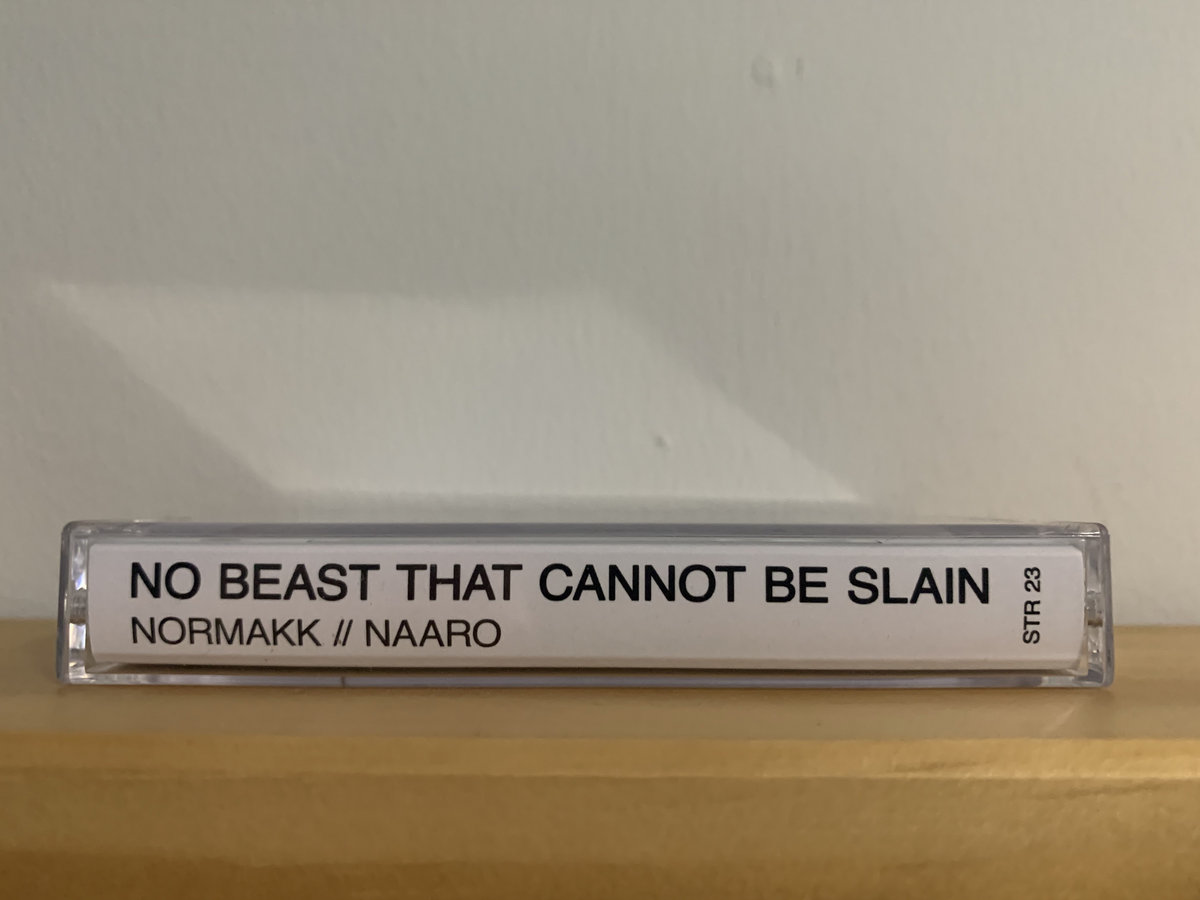 NO BEAST THAT CANNOT BE SLAIN
NORMAKK // NAARO
STR 23